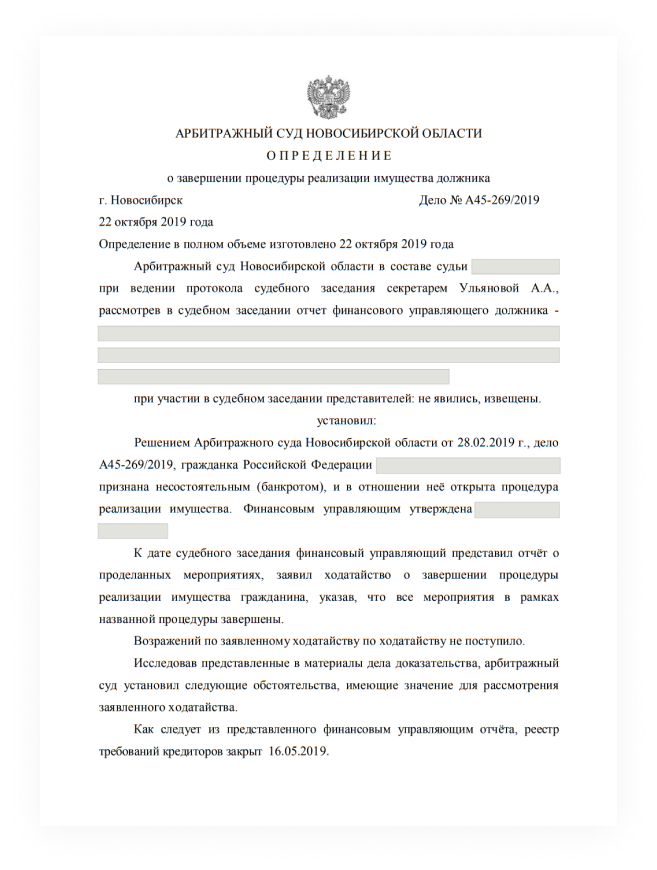 АРБИТРАЖНЫЙ СУД НОВОСИБИРСКОЙ ОБЛАСТИ
О П Р Е Д Е Л Е Н И Е
о завершении процедуры реализации имущества должника
г. Новосибирск Дело № А45-269/2019
22 октября 2019 года
Определение в полном объеме изготовлено 22 октября 2019 года
Арбитражный суд Новосибирской области в составе судьи
при ведении протокола судебного заседания секретарем Ульяновой А.А.,
рассмотрев в судебном заседании отчет финансового управляющего должника -
при участии в судебном заседании представителей: не явились, извещены.
установил:
Решением Арбитражного суда Новосибирской области от 28.02.2019 г., дело
А45-269/2019, гражданка Российской Федерации
признана несостоятельным (банкротом), и в отношении неё открыта процедура
реализации имущества. Финансовым управляющим утверждена
К дате судебного заседания финансовый управляющий представил отчёт о
проделанных мероприятиях, заявил ходатайство о завершении процедуры
реализации имущества гражданина, указав, что все мероприятия в рамках
названной процедуры завершены.
Возражений по заявленному ходатайству по ходатайству не поступило.
Исследовав представленные в материалы дела доказательства, арбитражный
суд установил следующие обстоятельства, имеющие значение для рассмотрения
заявленного ходатайства.
Как следует из представленного финансовым управляющим отчёта, реестр
требований кредиторов закрыт 16.05.2019.